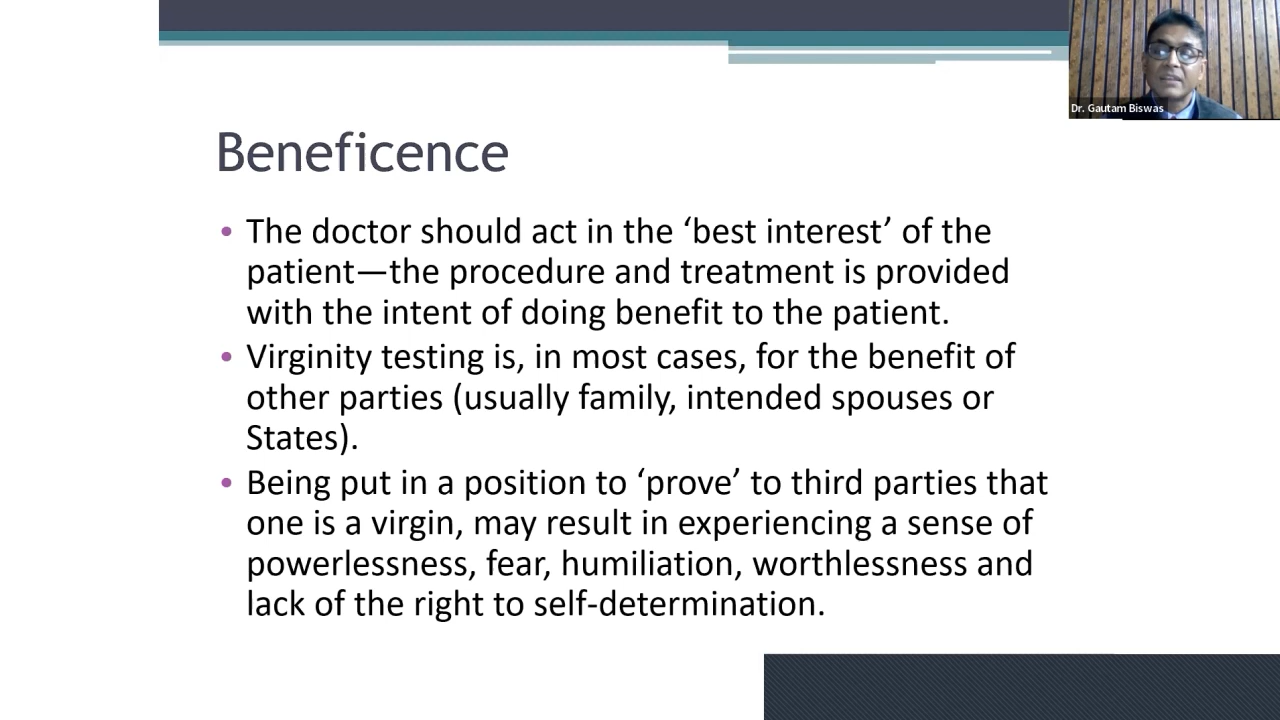 Dr. Gautam Biswas
Beneficence
• The doctor should act in the ‘best interest’ of the
patient—the procedure and treatment is provided
with the intent of doing benefit to the patient.
• Virginity testing is, in most cases, for the benefit of
other parties (usually family, intended spouses or
States).
• Being put in a position to ‘prove’ to third parties that
one is a virgin, may result in experiencing a sense of
powerlessness, fear, humiliation, worthlessness and
lack of the right to self-determination.